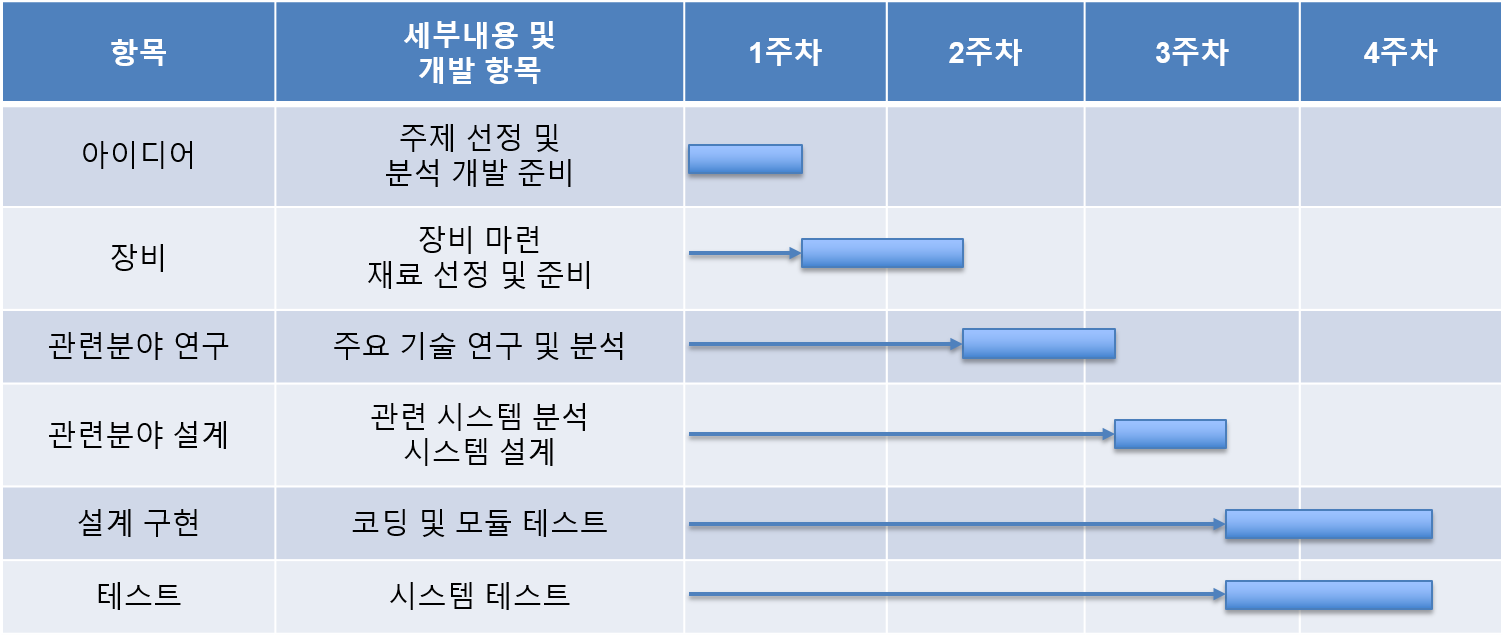 항목
세부내용 및
개발 항목
1주차
2주차
3주차
4주차
아이디어
주제 선정 및
분석 개발 준비
장비
장비 마련
재료 선정 및 준비
관련분야 연구
주요 기술 연구 및 분석
관련분야 설계
관련 시스템 분석
시스템 설계
설계 구현
코딩 및 모듈 테스트
테스트
시스템 테스트